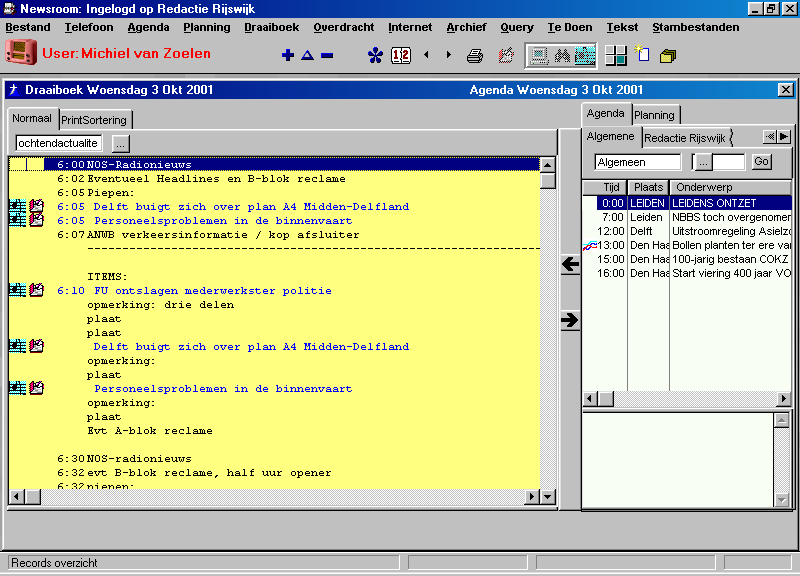 Newsroom: Ingelogd op Redactie Rijswijk
Bestand Telefoon Agenda Planning Draaiboek Overdracht Internet Archief Query Te Doen Tekst Stambestanden
User: Michiel van Zoelen
12
Draaiboek Woensdag 3 Okt 2001
Agenda Woensdag 3 Okt 2001
Normaal PrintSortering
ochtendactualite ...
6:00 NOS-Radionieuws
6:02 Eventueel Headlines en B-blok reclame
6:05 Piepen:
6:05 Delft buigt zich over plan A4 Midden-Delfland
6:05 Personeelsproblemen in de binnenvaart
6:07 ANWB verkeersinformatie / kop afsluiter
------------------------------------------------------------
ITEMS:
6:10 FU ontslagen mederwerkster politie
opmerking: drie delen
plaat
plaat
Delft buigt zich over plan A4 Midden-Delfland
opmerking:
plaat
Personeelsproblemen in de binnenvaart
opmerking:
plaat
Evt A-blok reclame
6:30 NOS-radionieuws
6:32 evt B-blok reclame, half uur opener
6:32 piepen:
Agenda Planning
Algemene Redactie Rijswijk
Algemeen ... Go
Tijd Plaats Onderwerp
0:00 LEIDEN LEIDENS ONTZET
7:00 Leiden NBBS toch overgenomen
12:00 Delft Uitstroomregeling Asielzo
13:00 Den Haa Bollen planten ter ere van
15:00 Den Haa 100-jarig bestaan COKZ
16:00 Den Haa Start viering 400 jaar VO
Records overzicht